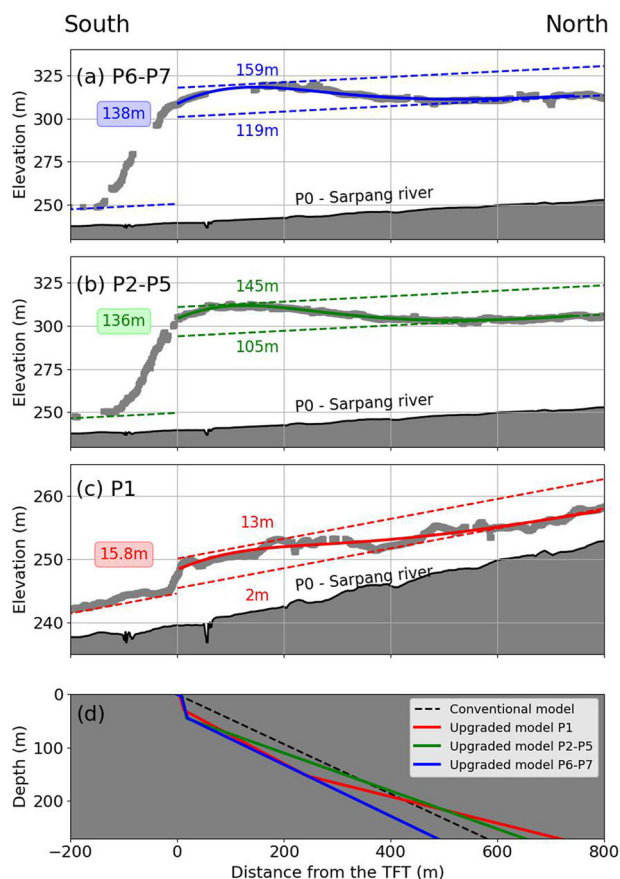 South North
(a) P6-P7
159m
138m
119m
P0 - Sarpang river
Elevation (m)
325
300
275
250
(b) P2-P5
145m
136m
105m
P0 - Sarpang river
Elevation (m)
325
300
275
250
(c) P1
13m
15.8m
2m
P0 - Sarpang river
Elevation (m)
260
250
240
(d)
Conventional model
Upgraded model P1
Upgraded model P2-P5
Upgraded model P6-P7
Depth (m)
0
100
200
−200 0 200 400 600 800
Distance from the TFT (m)